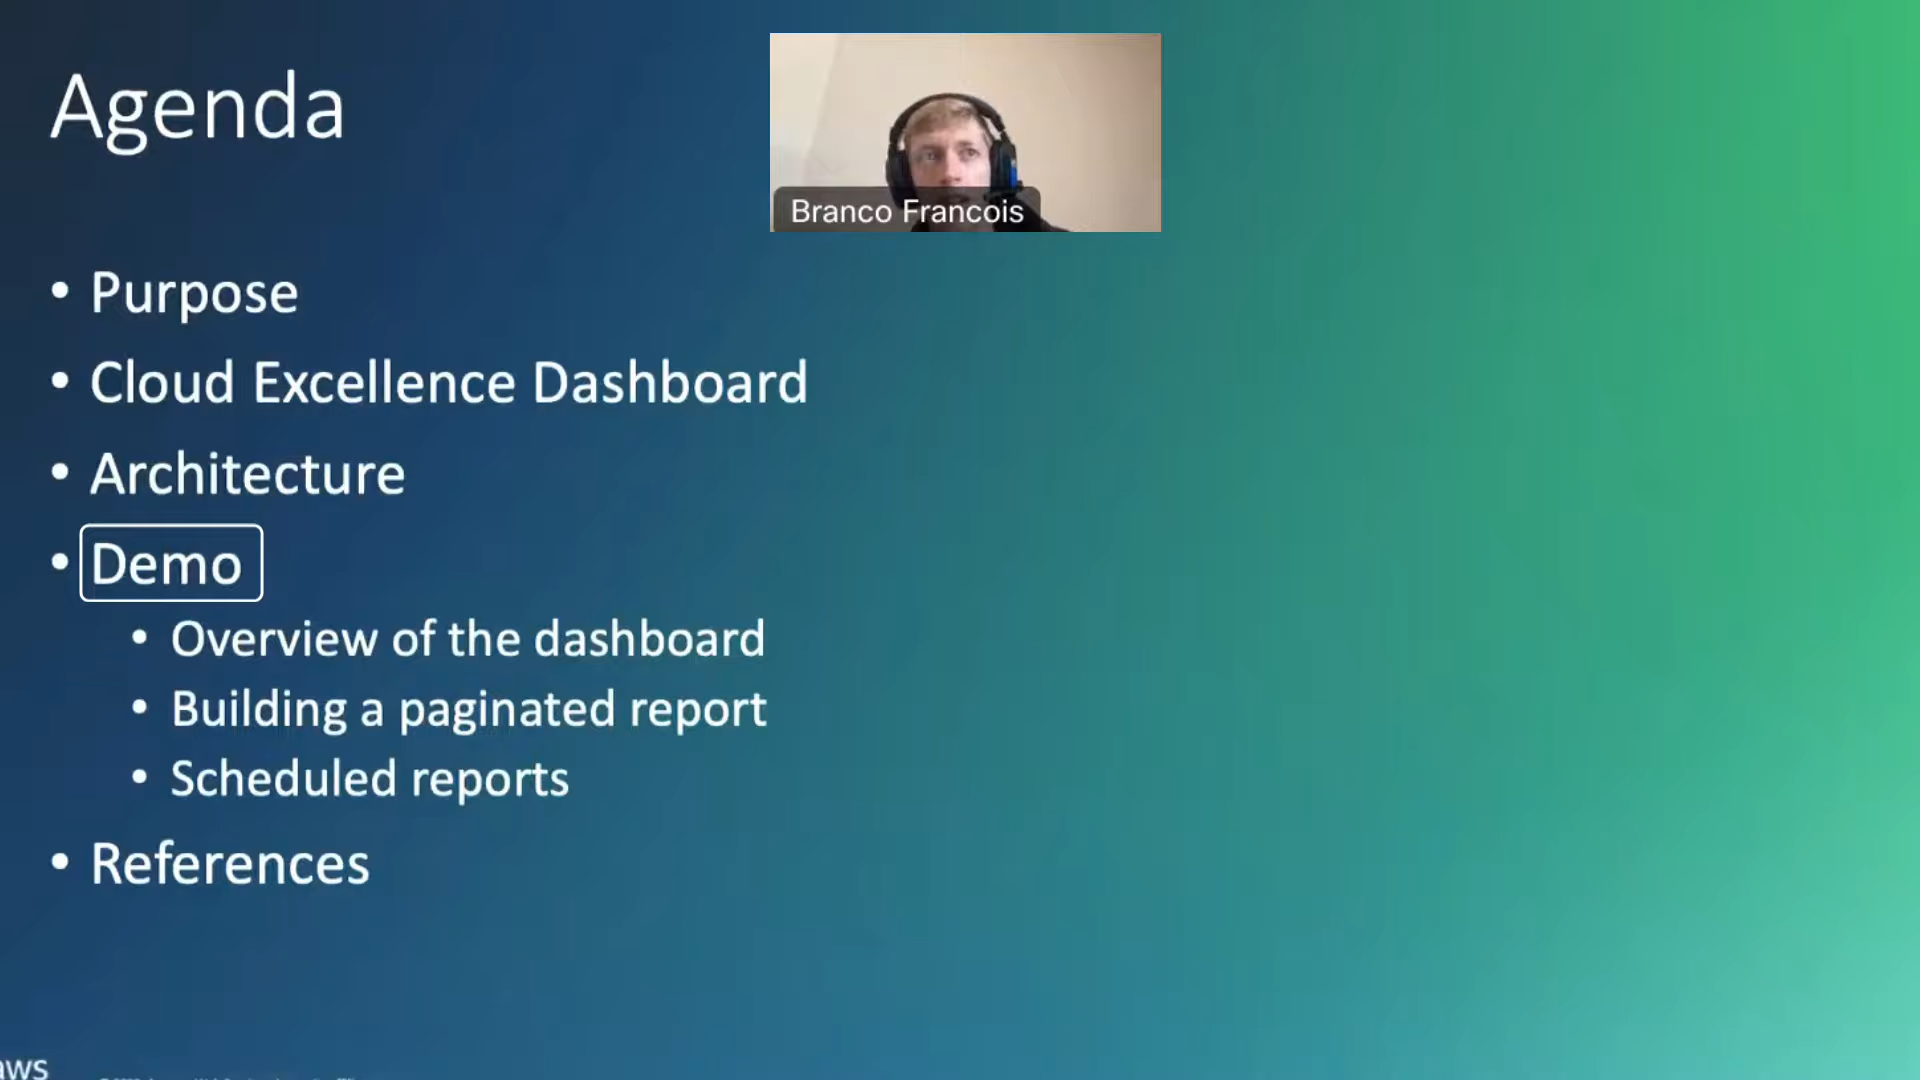 Agenda
Branco Francois
• Purpose
• Cloud Excellence Dashboard
• Architecture
• Demo
• Overview of the dashboard
• Building a paginated report
• Scheduled reports
• References
aws